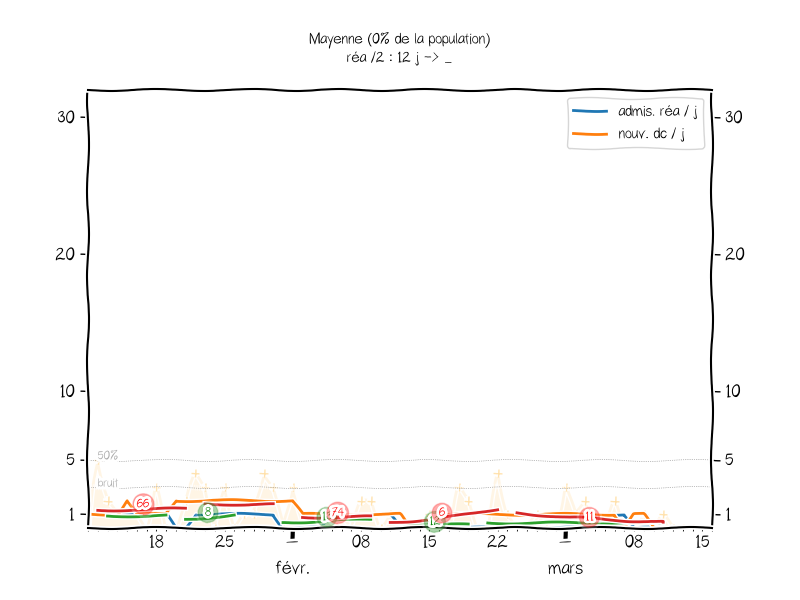 Mayenne (0% de la population)
réa /2 : 12 j -> _
admis. réa / j
nouv. dc / j
30 30
20 20
10 10
5 5
1 1
50%
bruit
66 8 74 6 11
18 25 08 15 22 08 15
févr. mars